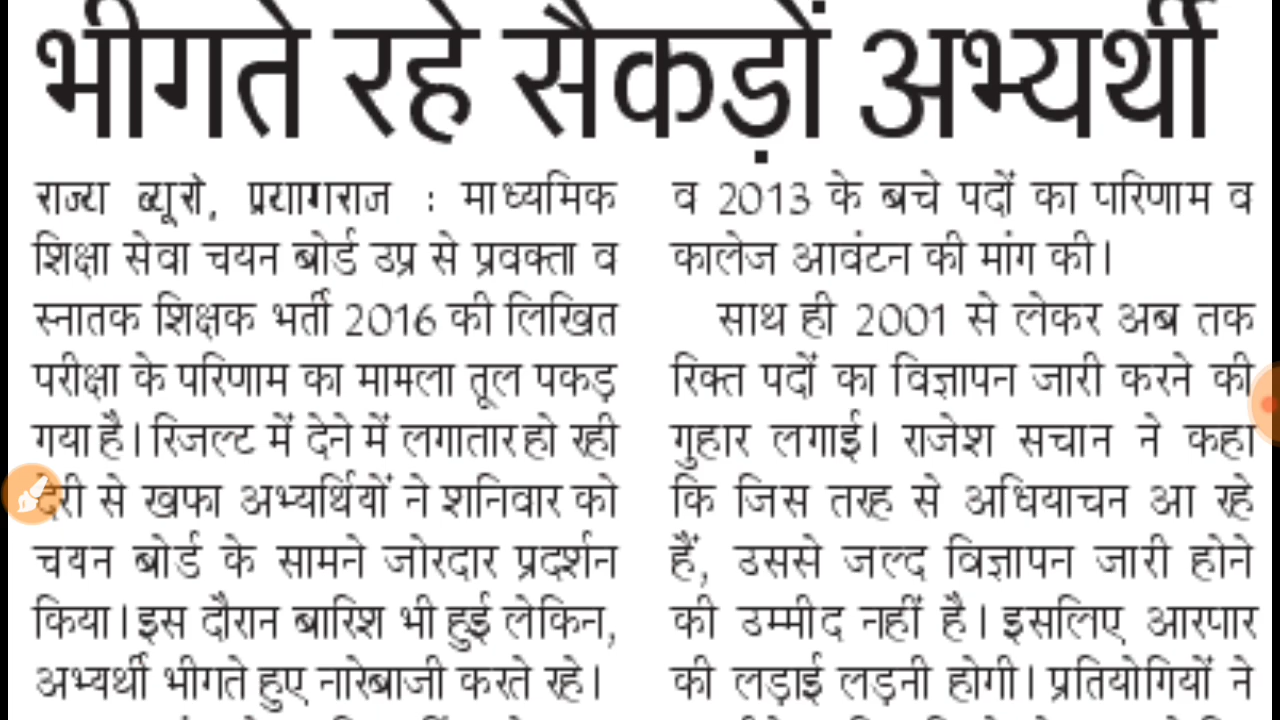 भीगते रहे सैकड़ों अभ्यर्थी
राज्य ब्यूरो, प्रयागराज : माध्यमिक
शिक्षा सेवा चयन बोर्ड उप्र से प्रवक्ता व
स्नातक शिक्षक भर्ती 2016 की लिखित
परीक्षा के परिणाम का मामला तूल पकड़
गया है। रिजल्ट में देने में लगातार हो रही
देरी से खफा अभ्यर्थियों ने शनिवार को
चयन बोर्ड के सामने जोरदार प्रदर्शन
किया। इस दौरान बारिश भी हुई लेकिन,
अभ्यर्थी भीगते हुए नारेबाजी करते रहे।
व 2013 के बचे पदों का परिणाम व
कालेज आवंटन की मांग की।
साथ ही 2001 से लेकर अब तक
रिक्त पदों का विज्ञापन जारी करने की
गुहार लगाई। राजेश सचान ने कहा
कि जिस तरह से अधियाचन आ रहे
हैं, उससे जल्द विज्ञापन जारी होने
की उम्मीद नहीं है। इसलिए आरपार
की लड़ाई लड़नी होगी। प्रतियोगियों ने